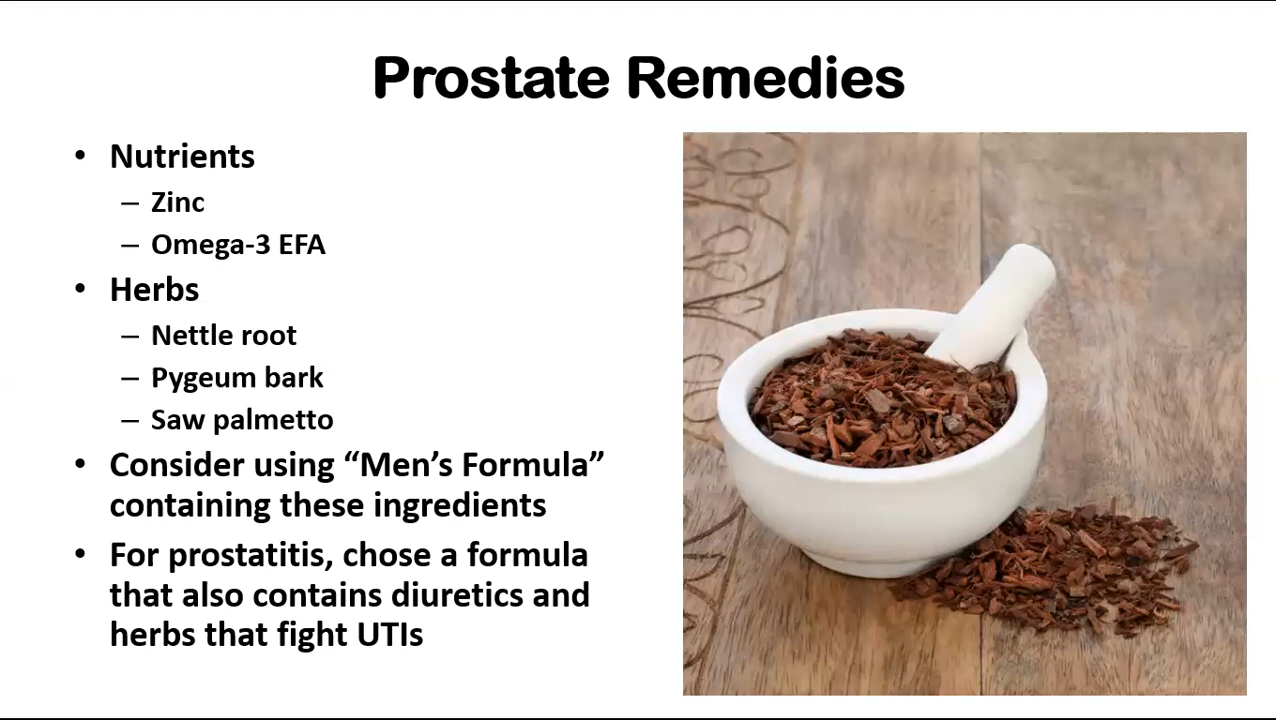 Prostate Remedies
• Nutrients
– Zinc
– Omega-3 EFA
• Herbs
– Nettle root
– Pygeum bark
– Saw palmetto
• Consider using “Men’s Formula”
containing these ingredients
• For prostatitis, chose a formula
that also contains diuretics and
herbs that fight UTIs